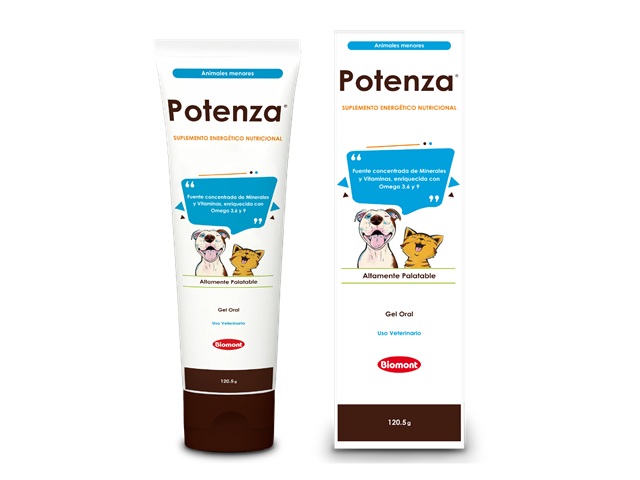 Animales menores
Potenza®
SUPLEMENTO ENERGÉTICO NUTRICIONAL
“
Fuente concentrada de Minerales
y Vitaminas, enriquecida con
Omega 3,6 y 9
”
Altamente Palatable
Gel Oral
Uso Veterinario
Biomont
120.5g
Animales menores
Potenza®
SUPLEMENTO ENERGÉTICO NUTRICIONAL
“
Fuente concentrada de Minerales
y Vitaminas, enriquecida con
Omega 3,6 y 9
”
Altamente Palatable
Gel Oral
Uso Veterinario
Biomont
120.5g